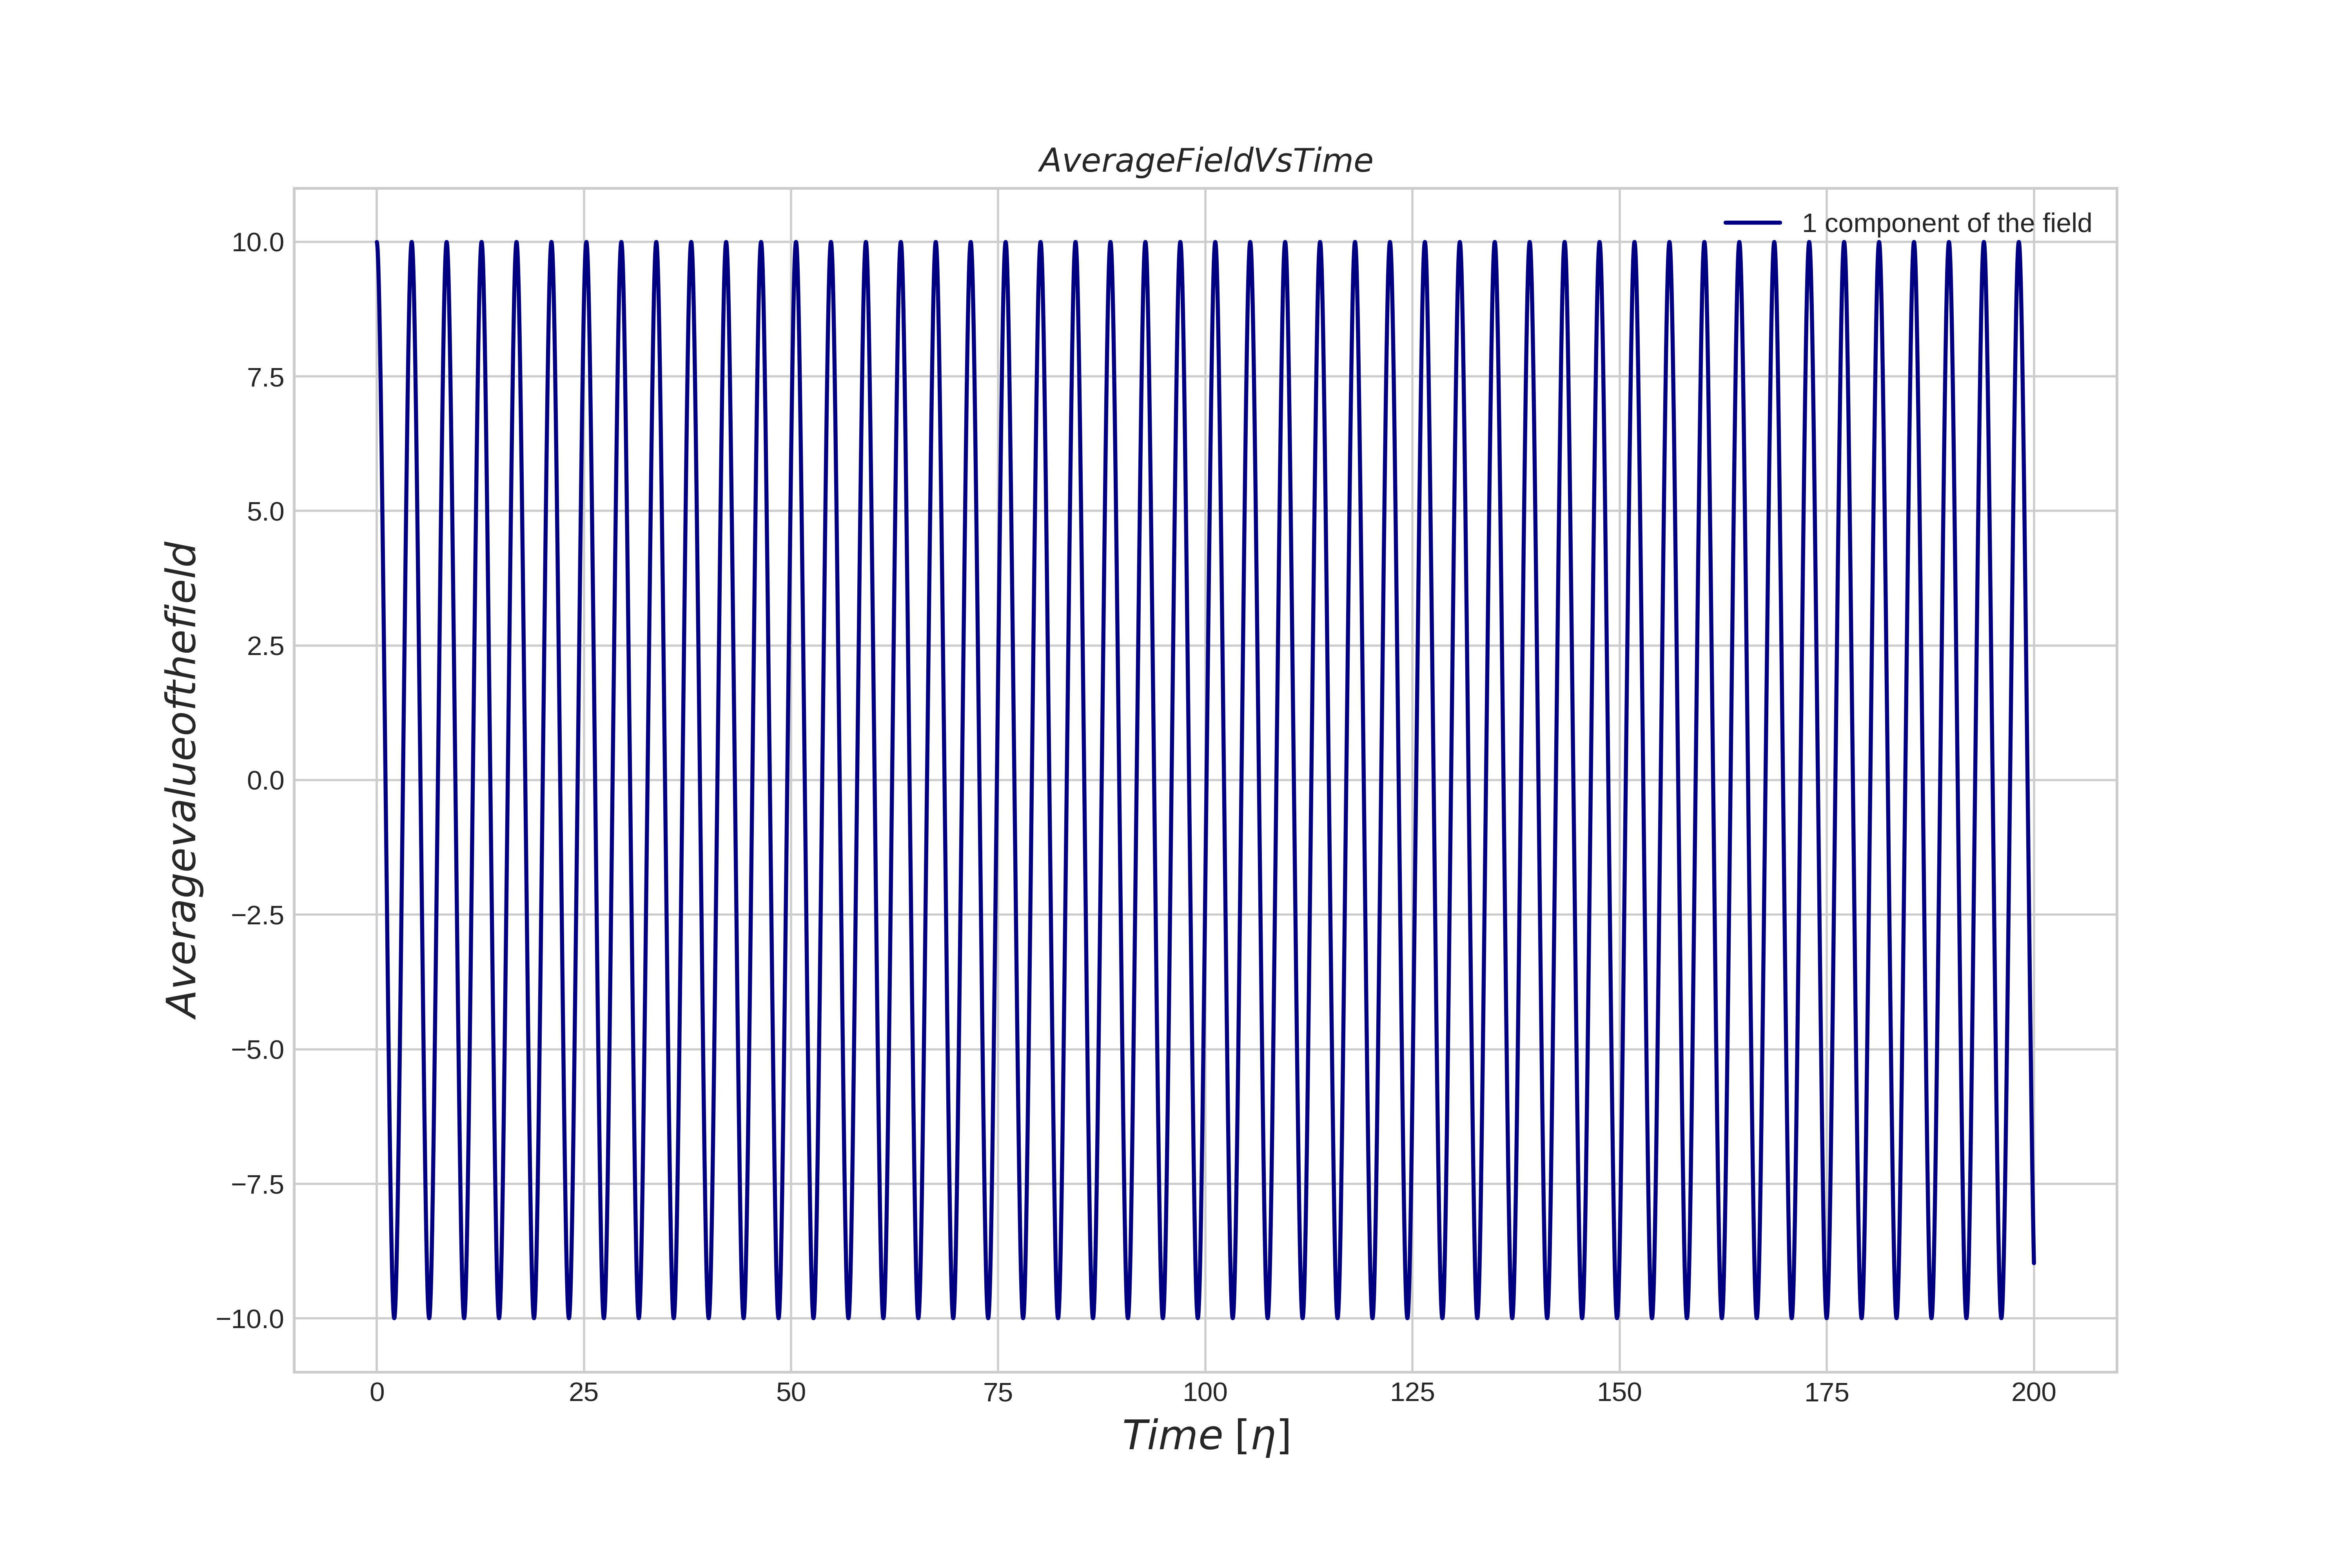 AverageFieldVsTime
1 component of the field
10.0
7.5
5.0
2.5
0.0
−2.5
−5.0
−7.5
−10.0
Averagevalueofthefield
0 25 50 75 100 125 150 175 200
Time [η]